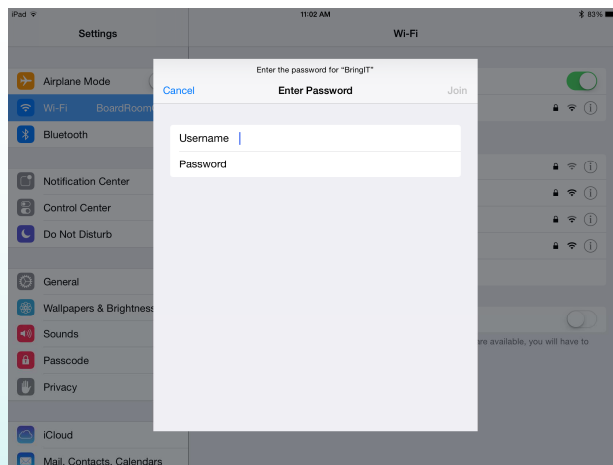 iPad 11:02 AM 83%
Settings
Wi-Fi
Enter the password for “BringIT”
Cancel Enter Password Join
Username
Password
Airplane Mode
Wi-Fi BoardRoom
Bluetooth
Notification Center
Control Center
Do Not Disturb
General
Wallpapers & Brightness
Sounds
Passcode
Privacy
iCloud
Mail, Contacts, Calendars
are available, you will have to